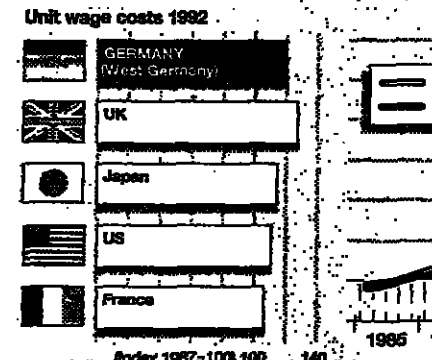 Unit wage costs 1992
GERMANY
(West Germany)
UK
Japan
US
France
1985
Index 1987=100 100 140